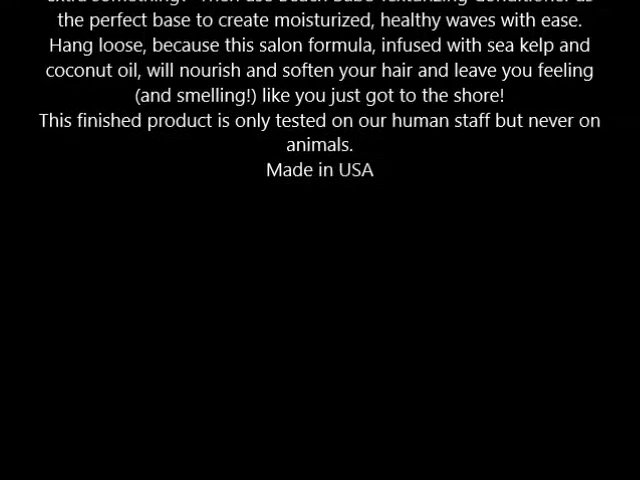 the perfect base to create moisturized, healthy waves with ease.
Hang loose, because this salon formula, infused with sea kelp and
coconut oil, will nourish and soften your hair and leave you feeling
(and smelling!) like you just got to the shore!
This finished product is only tested on our human staff but never on
animals.
Made in USA